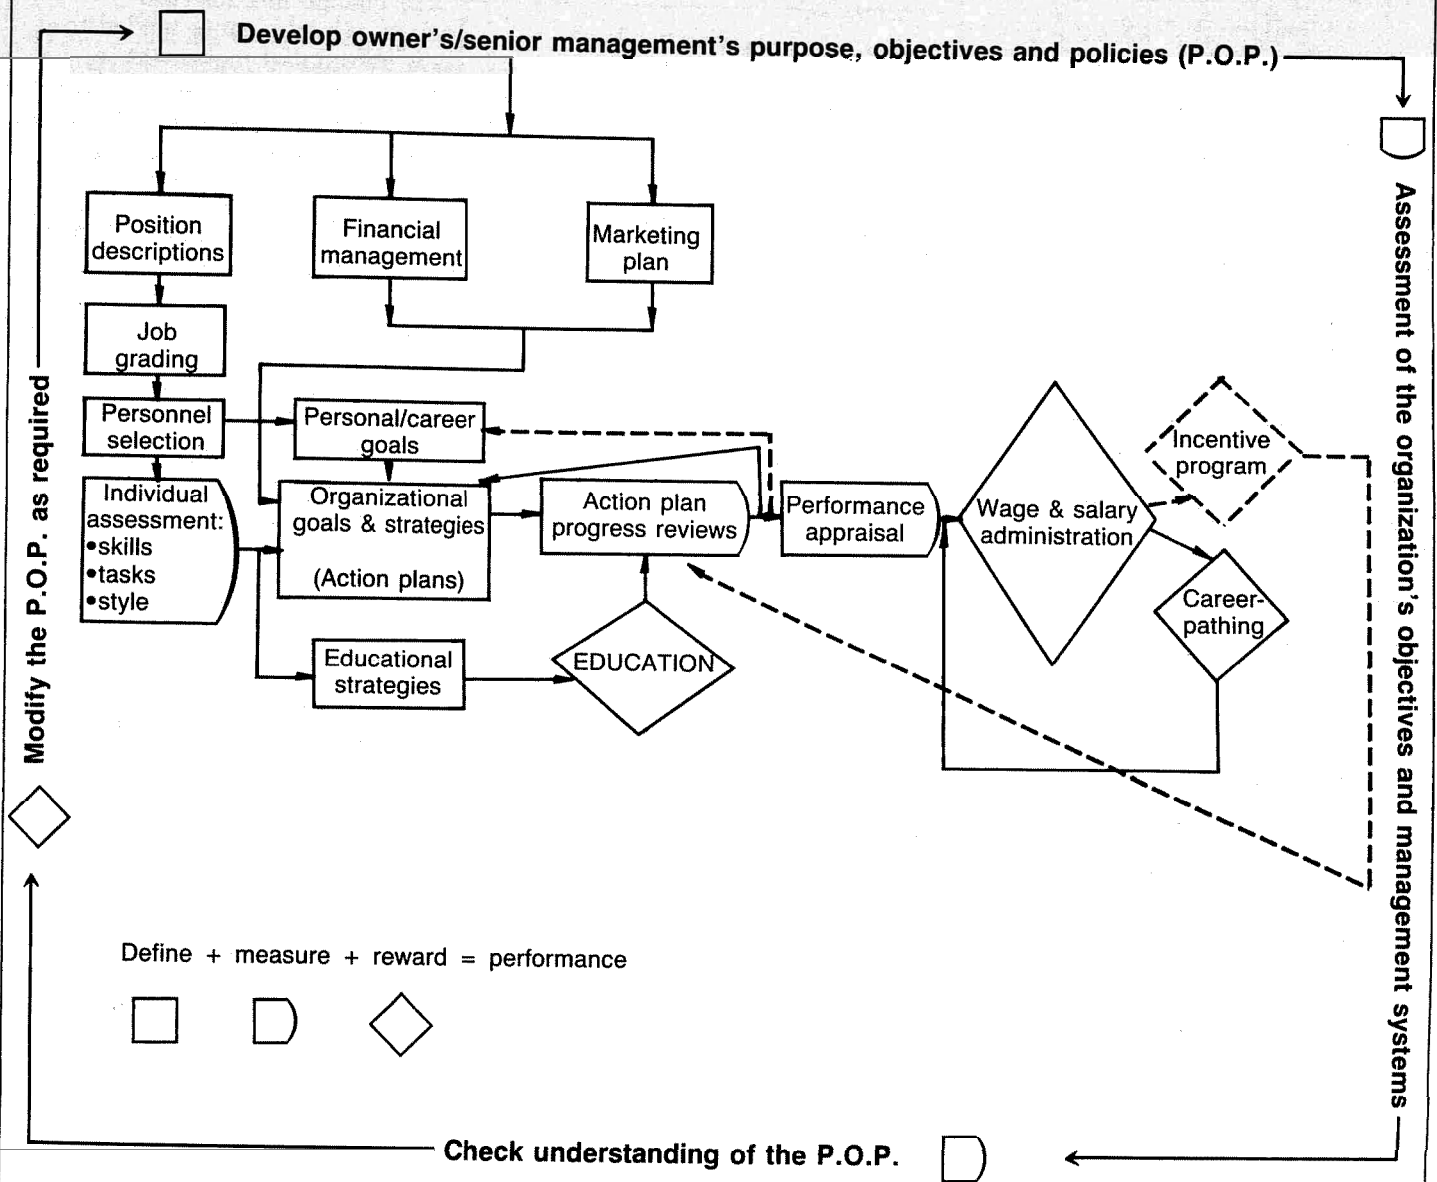 Develop owner's/senior management's purpose, objectives and policies (P.O.P.)
Position
descriptions
Financial
management
Marketing
plan
Job
grading
Personnel
selection
Personal/career
goals
Individual
assessment:
•skills
•tasks
•style
Organizational
goals & strategies
(Action plans)
Action plan
progress reviews
Performance
appraisal
Wage & salary
administration
Incentive
program
Career-
pathing
Educational
strategies
EDUCATION
Assessment of the organization's objectives and management systems
Modify the P.O.P. as required
Define + measure + reward = performance
Check understanding of the P.O.P.